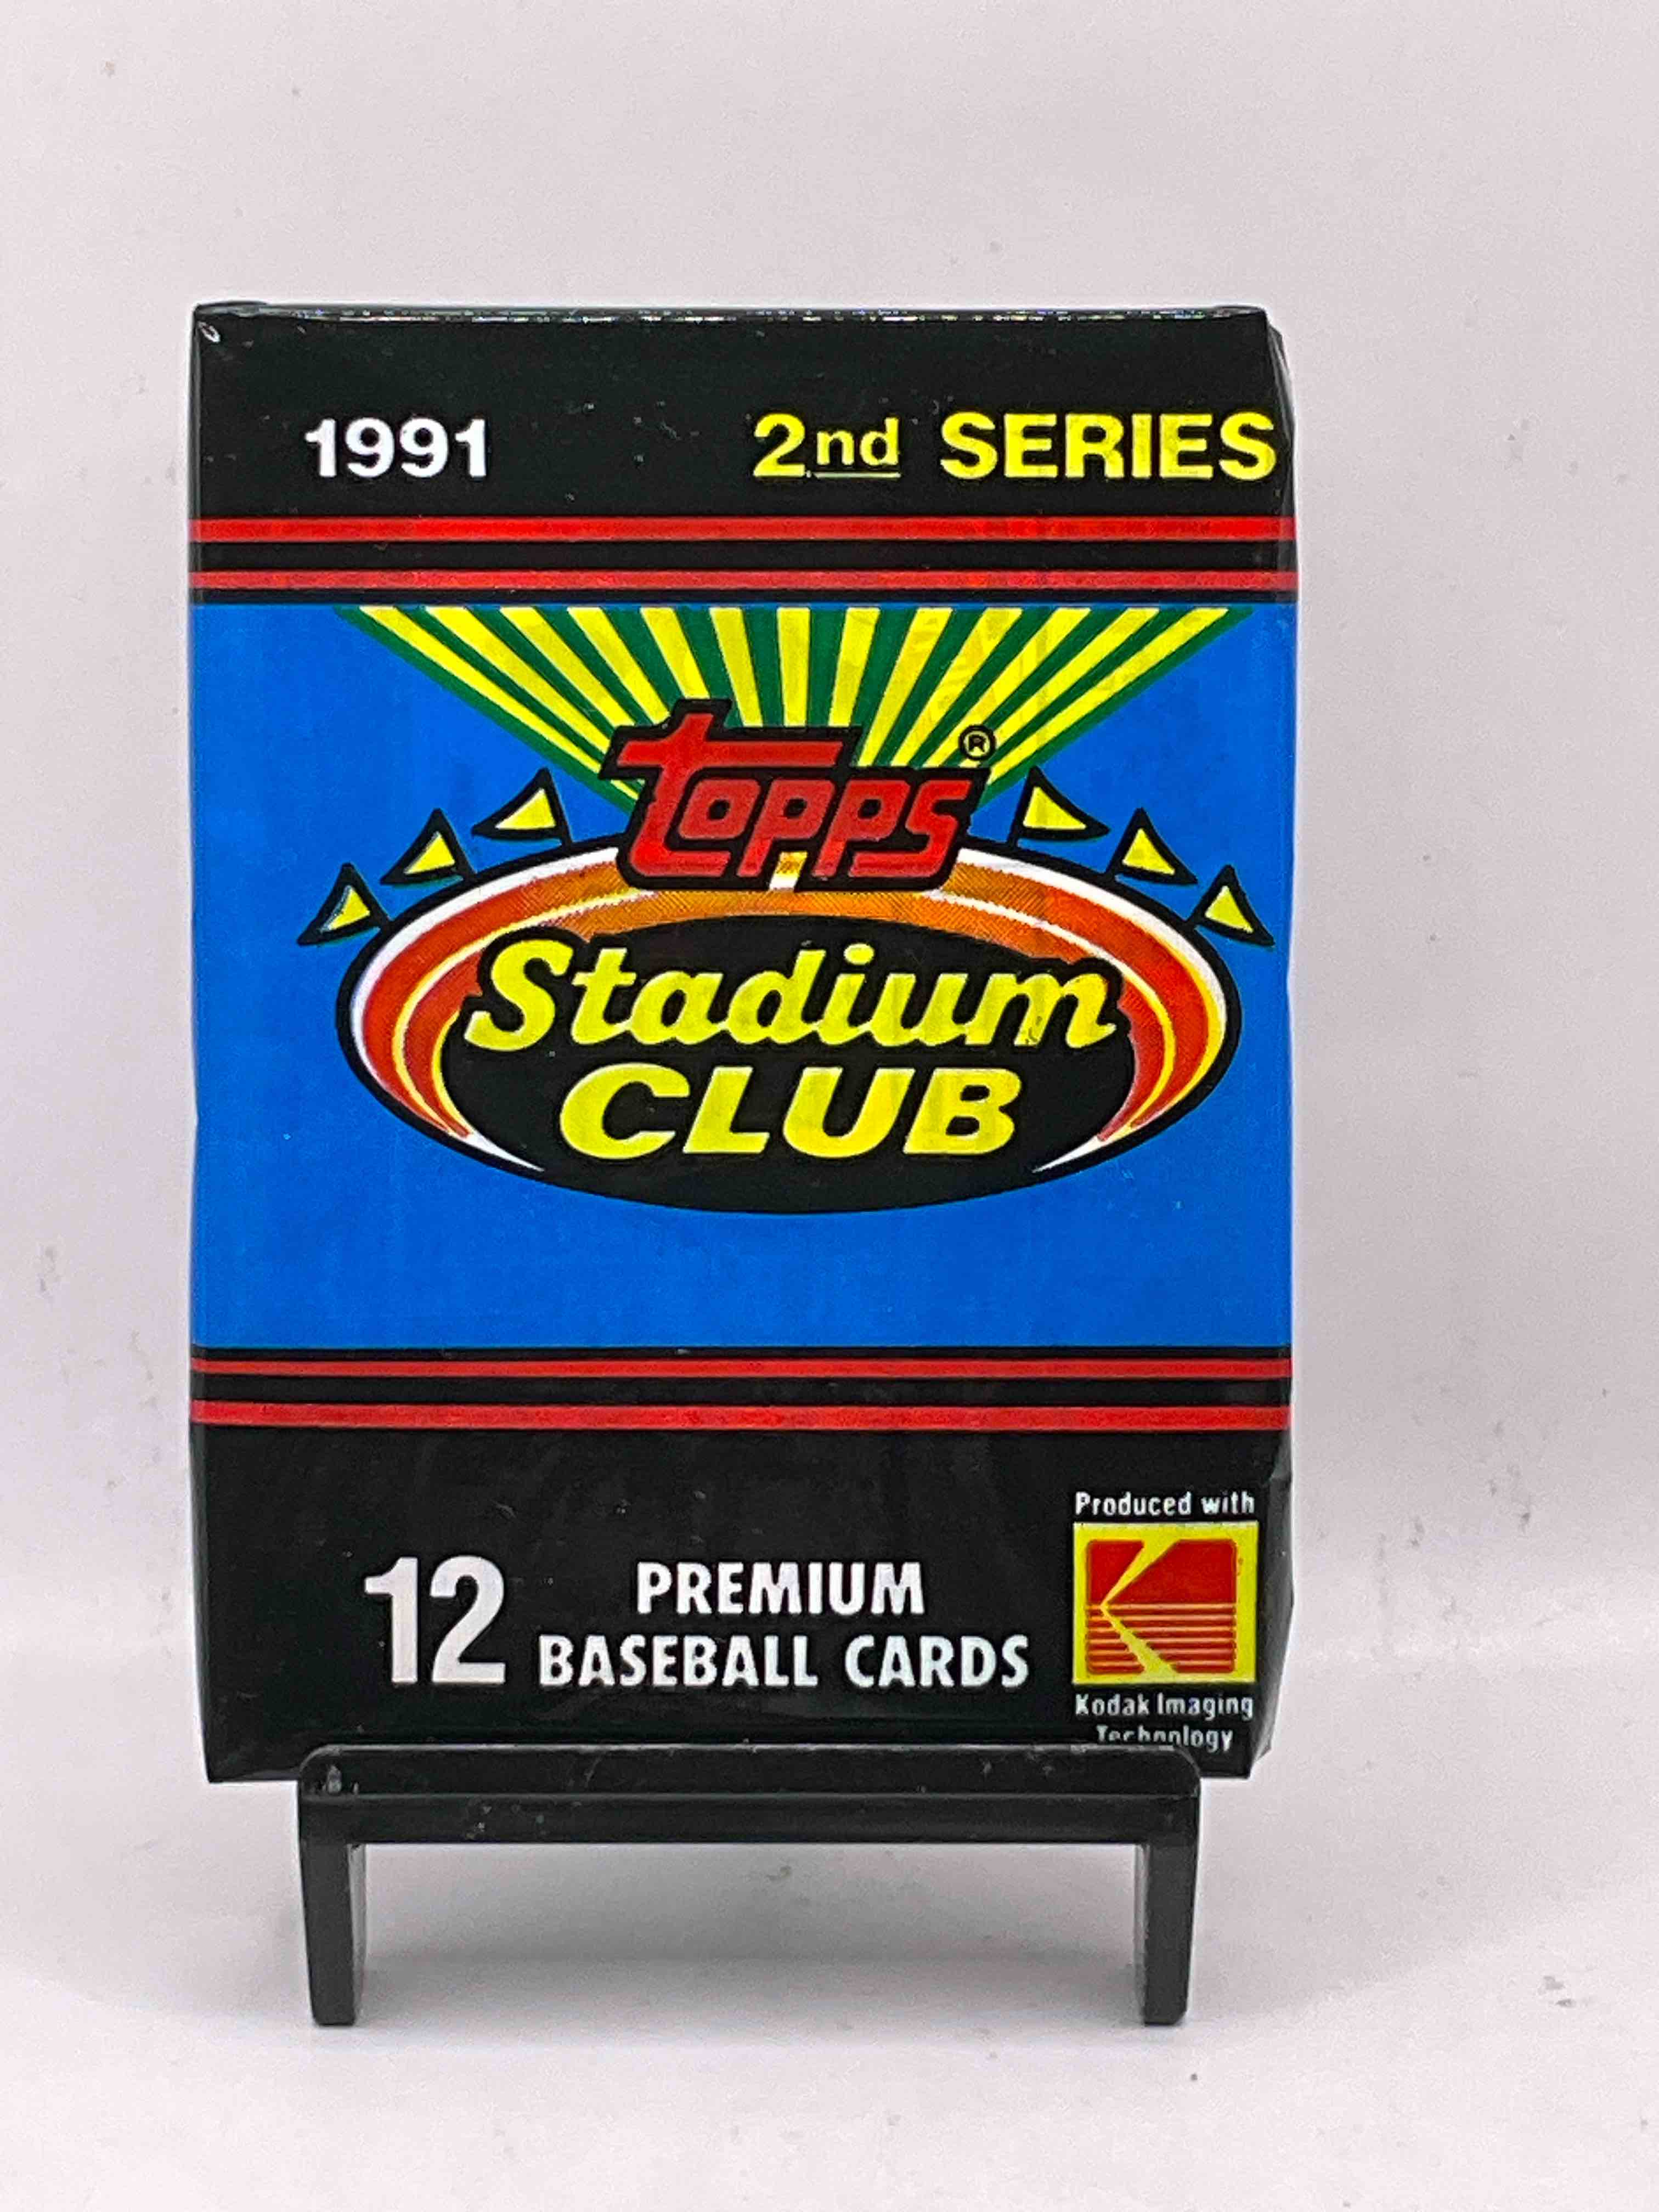 1991 2nd SERIES
topps®
Stadium
CLUB
Produced with
12 PREMIUM
BASEBALL CARDS
Kodak Imaging
Technology